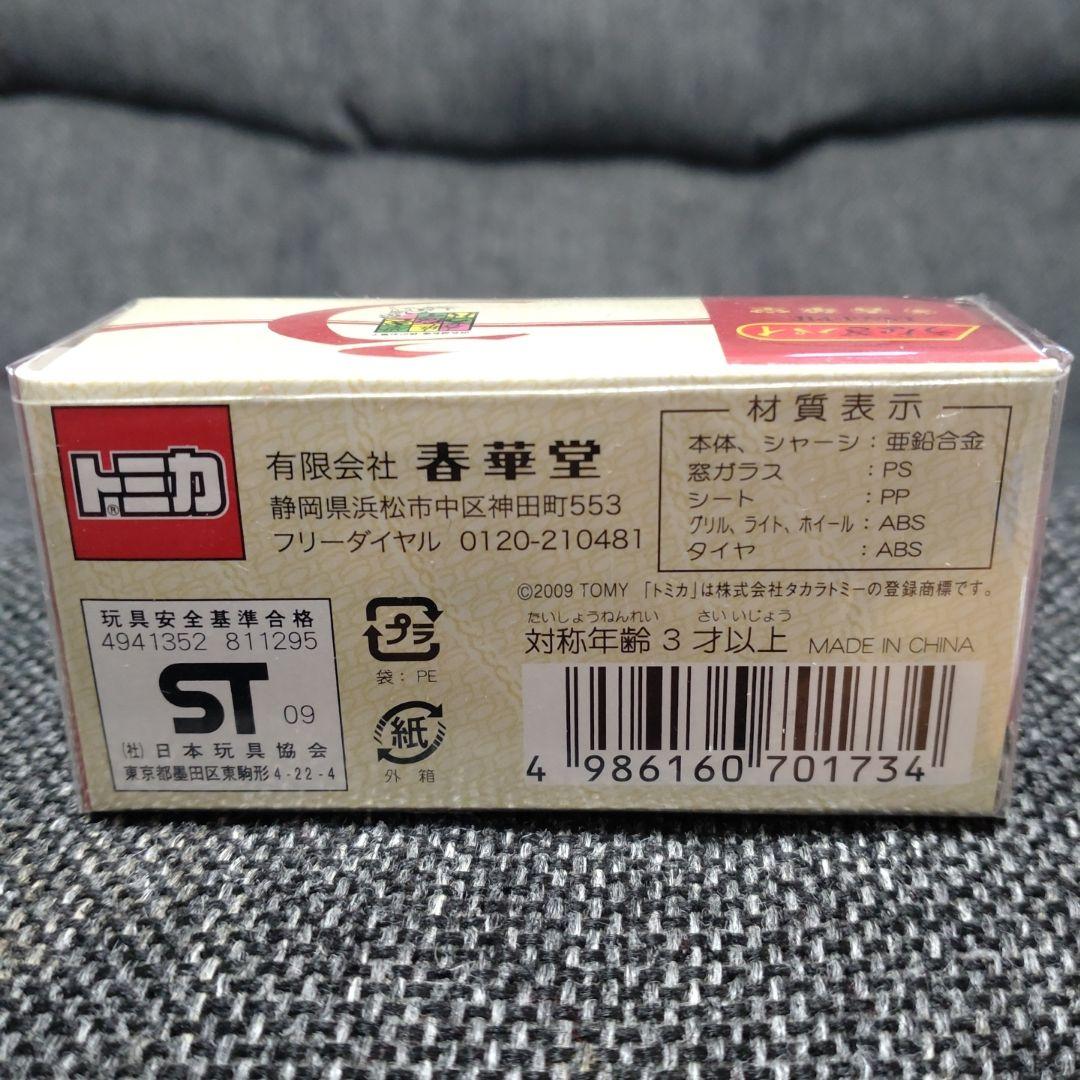 うなぎパイ
トミカ®
有限会社 春華堂
静岡県浜松市中区神田町553
フリーダイヤル 0120-210481
材質表示
本体、シャーシ：亜鉛合金
窓ガラス：PS
シート：PP
グリル、ライト、ホイール：ABS
タイヤ：ABS
©2009 TOMY 「トミカ」は株式会社タカラトミーの登録商標です。
たいしょうねんれい さいいじょう
対称年齢 3 才以上 MADE IN CHINA
玩具安全基準合格
4941352 811295
ST 09
(社) 日本玩具協会
東京都墨田区東駒形4-22-4
プラ
袋：PE
紙
外箱
4 986160 701734